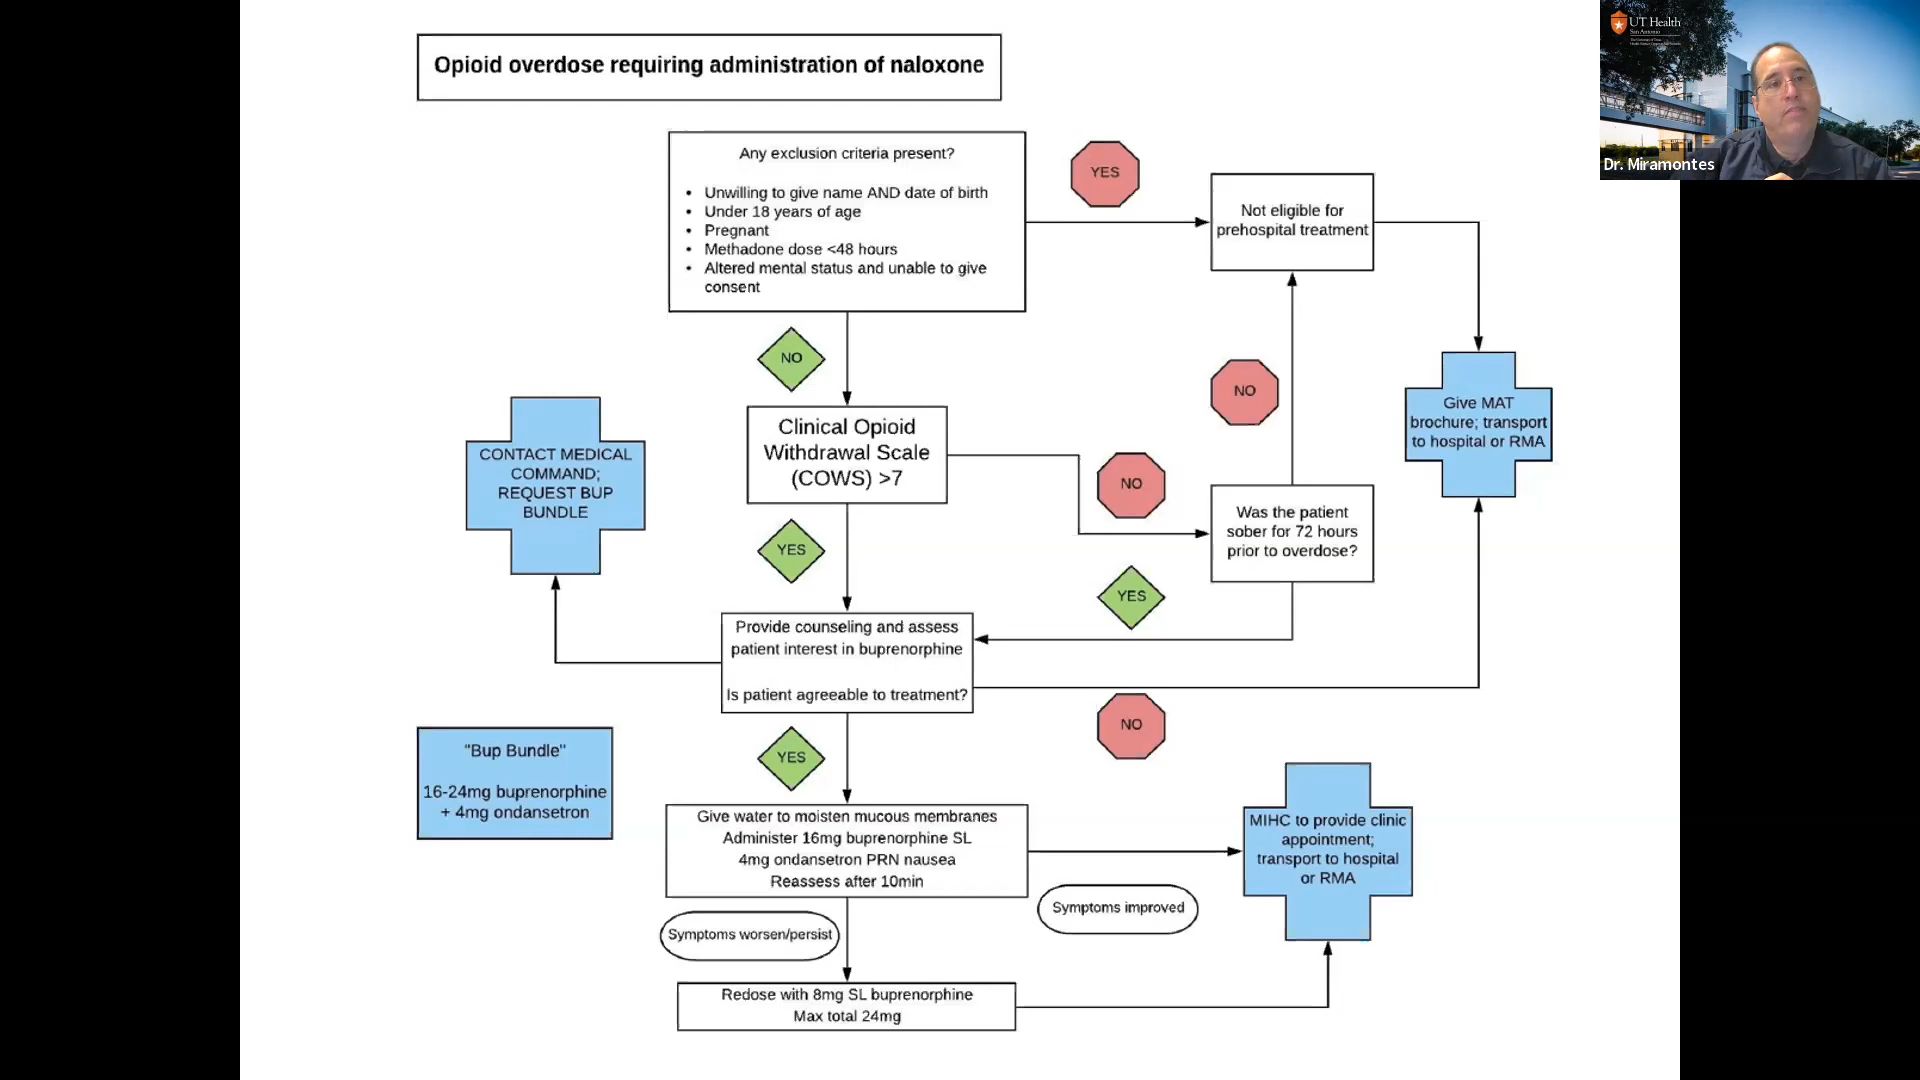 Opioid overdose requiring administration of naloxone
UT Health
San Antonio
Dr. Miramontes
Any exclusion criteria present?
• Unwilling to give name AND date of birth
• Under 18 years of age
• Pregnant
• Methadone dose <48 hours
• Altered mental status and unable to give
consent
YES
Not eligible for
prehospital treatment
NO
NO
Give MAT
brochure; transport
to hospital or RMA
Clinical Opioid
Withdrawal Scale
(COWS) >7
CONTACT MEDICAL
COMMAND;
REQUEST BUP
BUNDLE
NO
Was the patient
sober for 72 hours
prior to overdose?
YES
YES
Provide counseling and assess
patient interest in buprenorphine
Is patient agreeable to treatment?
NO
"Bup Bundle"
16-24mg buprenorphine
+ 4mg ondansetron
YES
Give water to moisten mucous membranes
Administer 16mg buprenorphine SL
4mg ondansetron PRN nausea
Reassess after 10min
MIHC to provide clinic
appointment;
transport to hospital
or RMA
Symptoms improved
Symptoms worsen/persist
Redose with 8mg SL buprenorphine
Max total 24mg